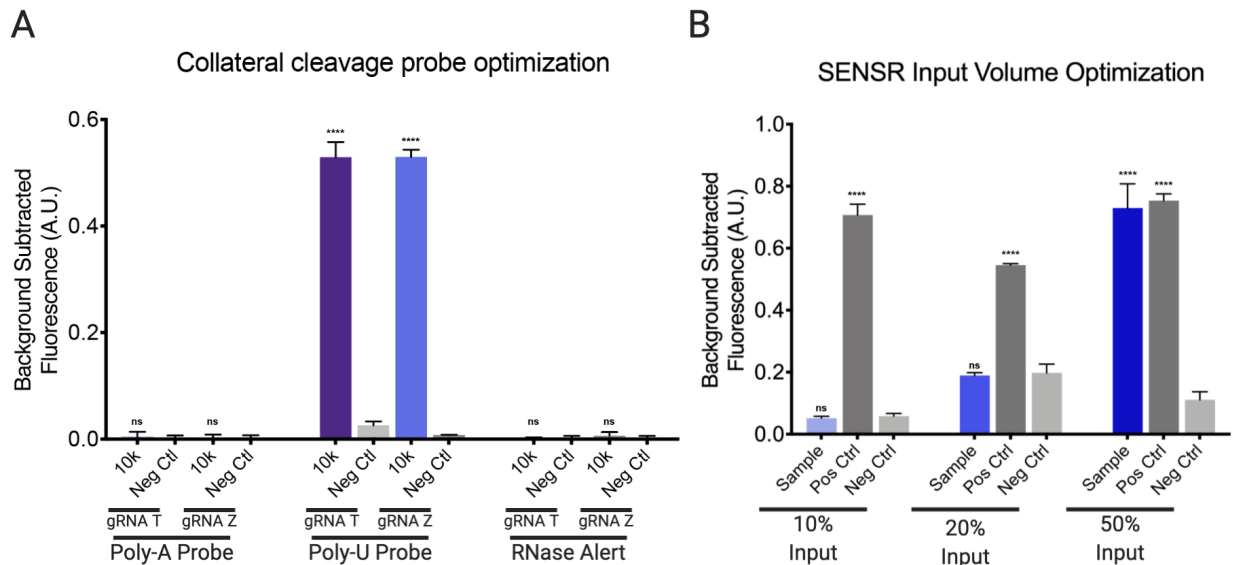 A
Collateral cleavage probe optimization
Background Subtracted
Fluorescence (A.U.)
0.6
0.4
0.2
0.0
ns
ns
****
****
ns
ns
10k
Neg Ctl
10k
Neg Ctl
10k
Neg Ctl
10k
Neg Ctl
10k
Neg Ctl
10k
Neg Ctl
gRNA T
gRNA Z
gRNA T
gRNA Z
gRNA T
gRNA Z
Poly-A Probe
Poly-U Probe
RNase Alert
B
SENSR Input Volume Optimization
Background Subtracted
Fluorescence (A.U.)
1.0
0.8
0.6
0.4
0.2
0.0
ns
****
ns
****
****
****
Sample
Pos Ctrl
Neg Ctrl
Sample
Pos Ctrl
Neg Ctrl
Sample
Pos Ctrl
Neg Ctrl
10%
Input
20%
Input
50%
Input